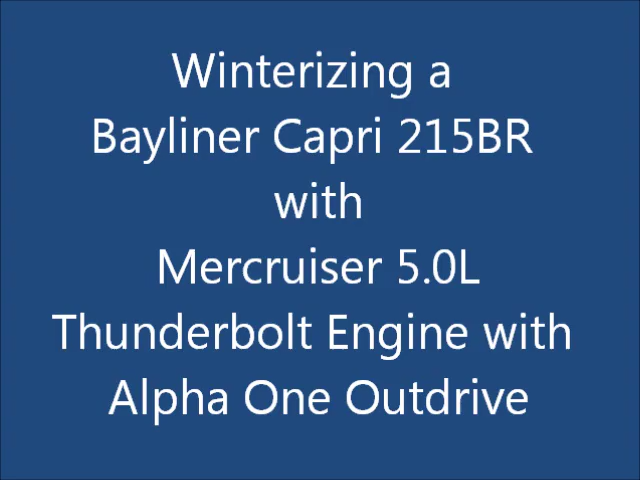 Winterizing a
Bayliner Capri 215BR
with
Mercruiser 5.0L
Thunderbolt Engine with
Alpha One Outdrive